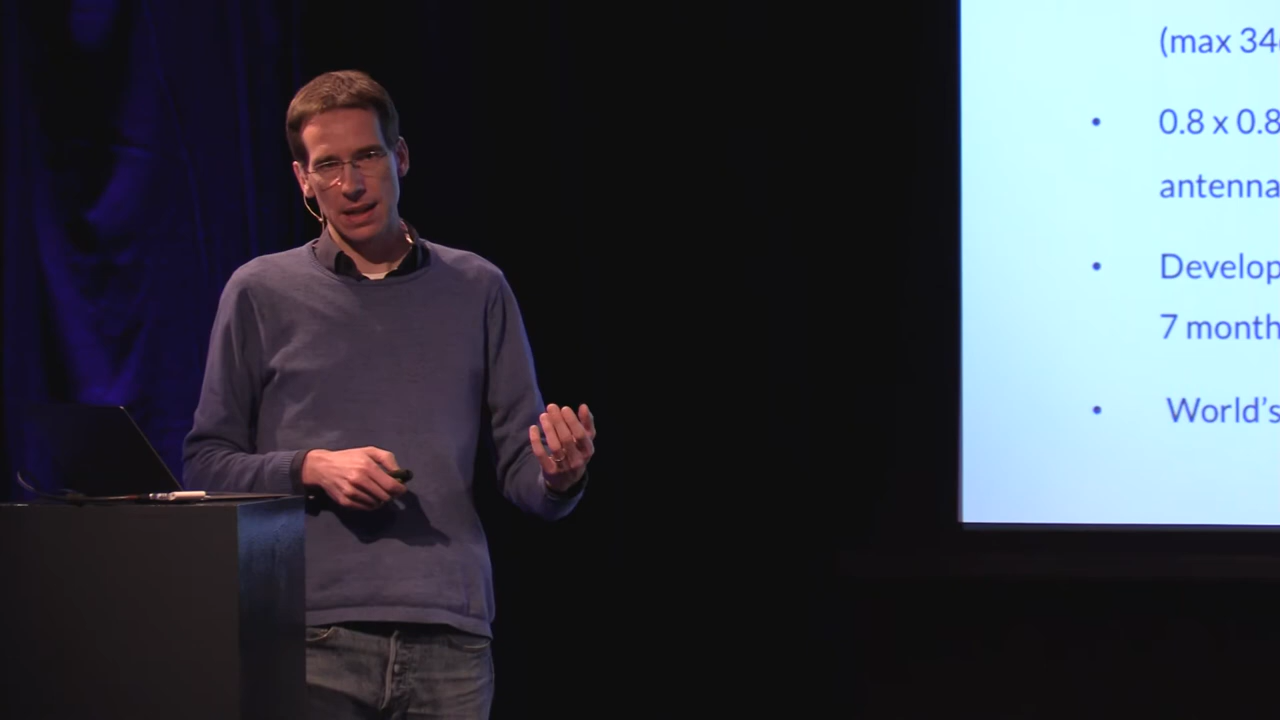 (max 34
• 0.8 x 0.8
antenna
• Develop
7 month
• World's